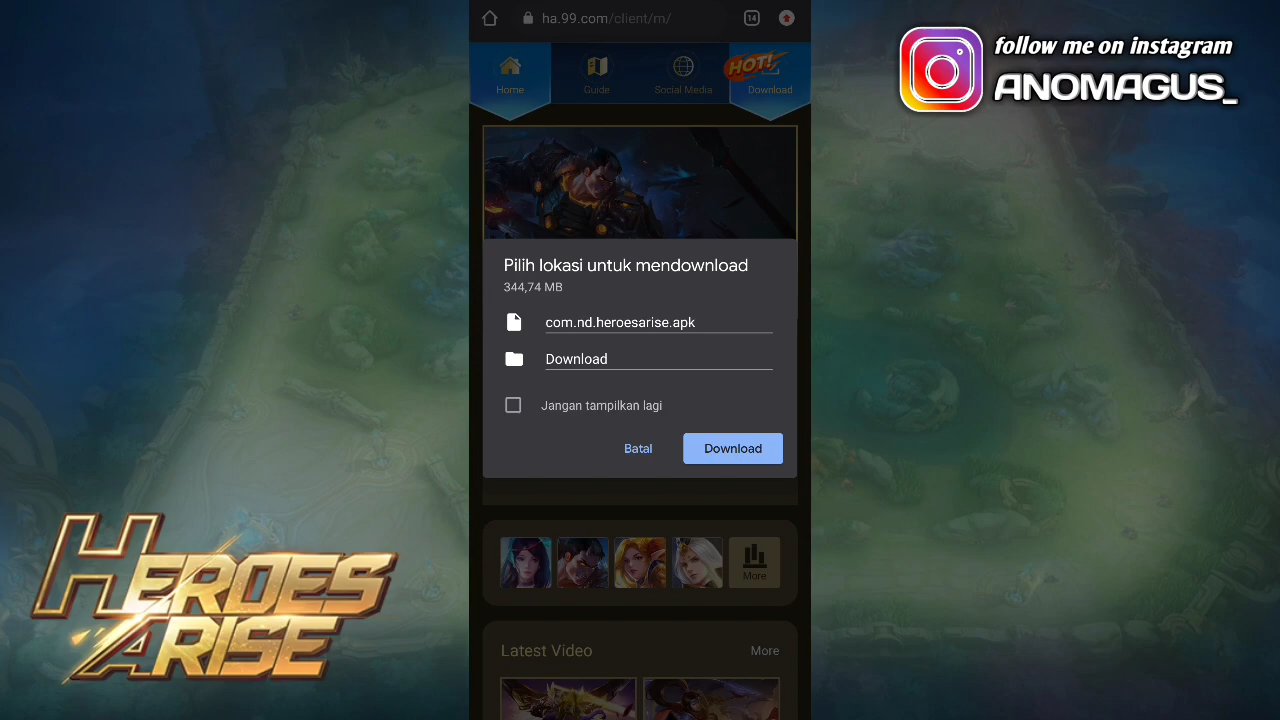 ha.99.com/client/m/
14
Home
Guide
Social Media
HOT!
Download
follow me on instagram
ANOMAGUS_
Pilih lokasi untuk mendownload
344,74 MB
com.nd.heroesarise.apk
Download
Jangan tampilkan lagi
Batal
Download
More
HEROES
ARISE
Latest Video
More